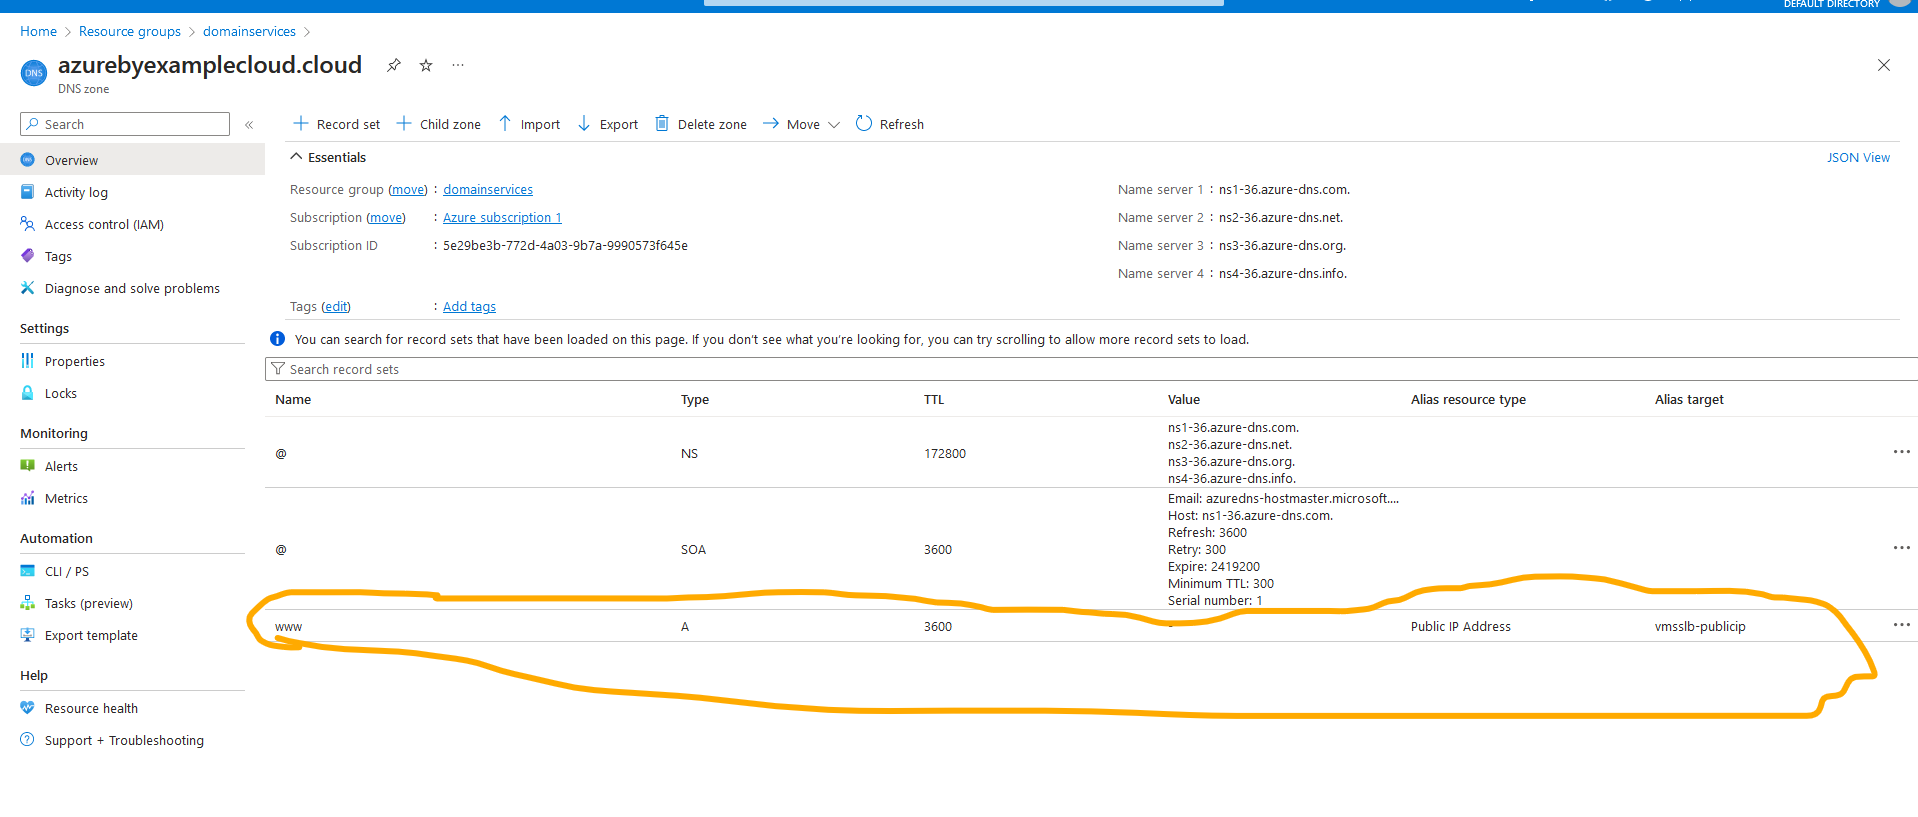 DEFAULT DIRECTORY
Home > Resource groups > domainservices >
DNS azurebyexamplecloud.cloud ...
DNS zone
Search «
Overview
Activity log
Access control (IAM)
Tags
Diagnose and solve problems
Settings
Properties
Locks
Monitoring
Alerts
Metrics
Automation
CLI / PS
Tasks (preview)
Export template
Help
Resource health
Support + Troubleshooting
+ Record set + Child zone Import Export Delete zone Move Refresh
Essentials JSON View
Resource group (move) : domainservices
Subscription (move) : Azure subscription 1
Subscription ID : 5e29be3b-772d-4a03-9b7a-9990573f645e
Name server 1 : ns1-36.azure-dns.com.
Name server 2 : ns2-36.azure-dns.net.
Name server 3 : ns3-36.azure-dns.org.
Name server 4 : ns4-36.azure-dns.info.
Tags (edit) : Add tags
You can search for record sets that have been loaded on this page. If you don't see what you're looking for, you can try scrolling to allow more record sets to load.
Search record sets
Name Type TTL Value Alias resource type Alias target
@ NS 172800
ns1-36.azure-dns.com.
ns2-36.azure-dns.net.
ns3-36.azure-dns.org.
ns4-36.azure-dns.info.
...
@ SOA 3600
Email: azuredns-hostmaster.microsoft....
Host: ns1-36.azure-dns.com.
Refresh: 3600
Retry: 300
Expire: 2419200
Minimum TTL: 300
Serial number: 1
...
www A 3600 - Public IP Address vmsslb-publicip ...